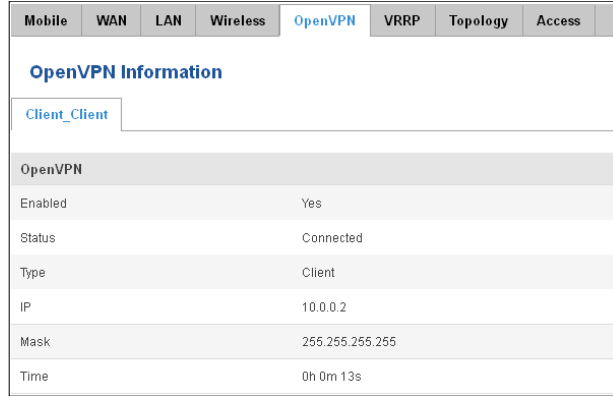 Mobile WAN LAN Wireless OpenVPN VRRP Topology Access
OpenVPN Information
Client_Client
OpenVPN
Enabled Yes
Status Connected
Type Client
IP 10.0.0.2
Mask 255.255.255.255
Time 0h 0m 13s